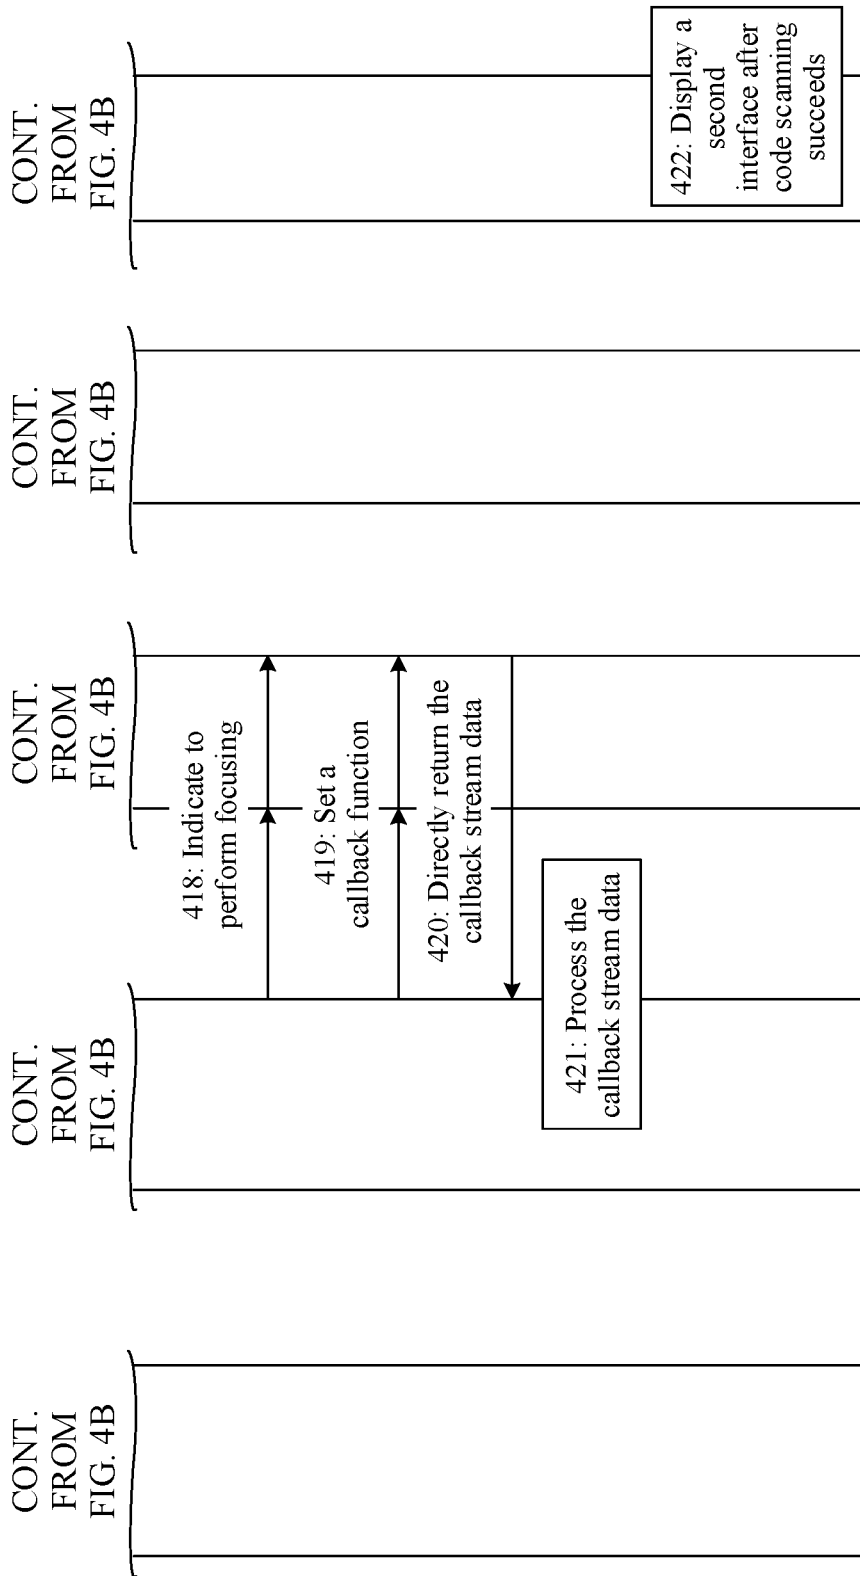 CONT.
FROM
FIG. 4B
CONT.
FROM
FIG. 4B
CONT.
FROM
FIG. 4B
CONT.
FROM
FIG. 4B
CONT.
FROM
FIG. 4B
418: Indicate to
perform focusing
419: Set a
callback function
420: Directly return the
callback stream data
421: Process the
callback stream data
422: Display a
second
interface after
code scanning
succeeds